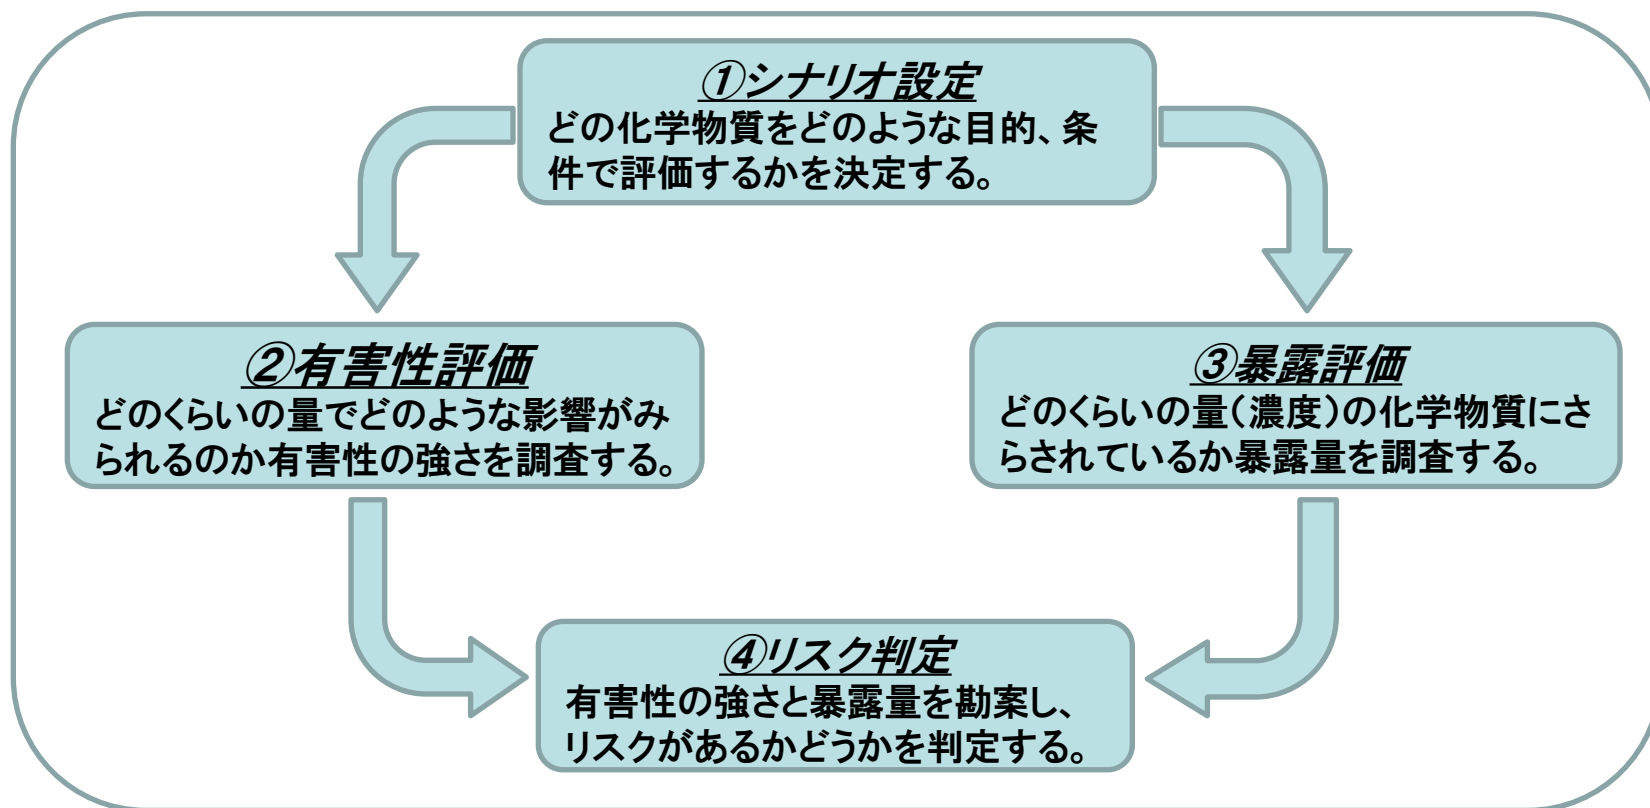 ①シナリオ設定
どの化学物質をどのような目的、条
件で評価するかを決定する。
②有害性評価
どのくらいの量でどのような影響がみ
られるのか有害性の強さを調査する。
③暴露評価
どのくらいの量(濃度)の化学物質にさ
らされているか暴露量を調査する。
④リスク判定
有害性の強さと暴露量を勘案し、
リスクがあるかどうかを判定する。